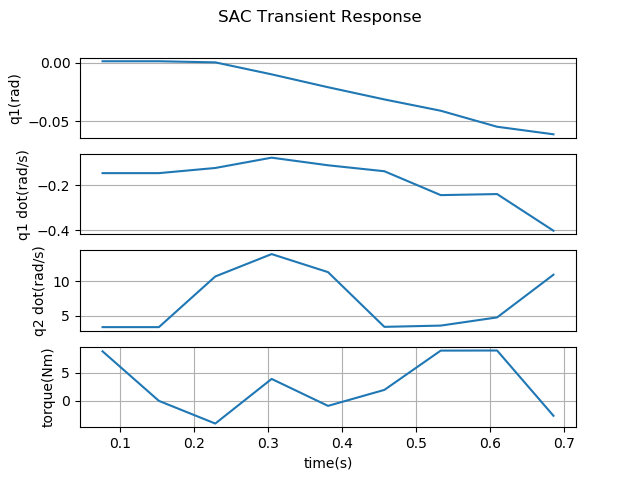 SAC Transient Response
q1(rad)
0.00
−0.05
q1 dot(rad/s)
−0.2
−0.4
q2 dot(rad/s)
10
5
torque(Nm)
5
0
0.1 0.2 0.3 0.4 0.5 0.6 0.7
time(s)